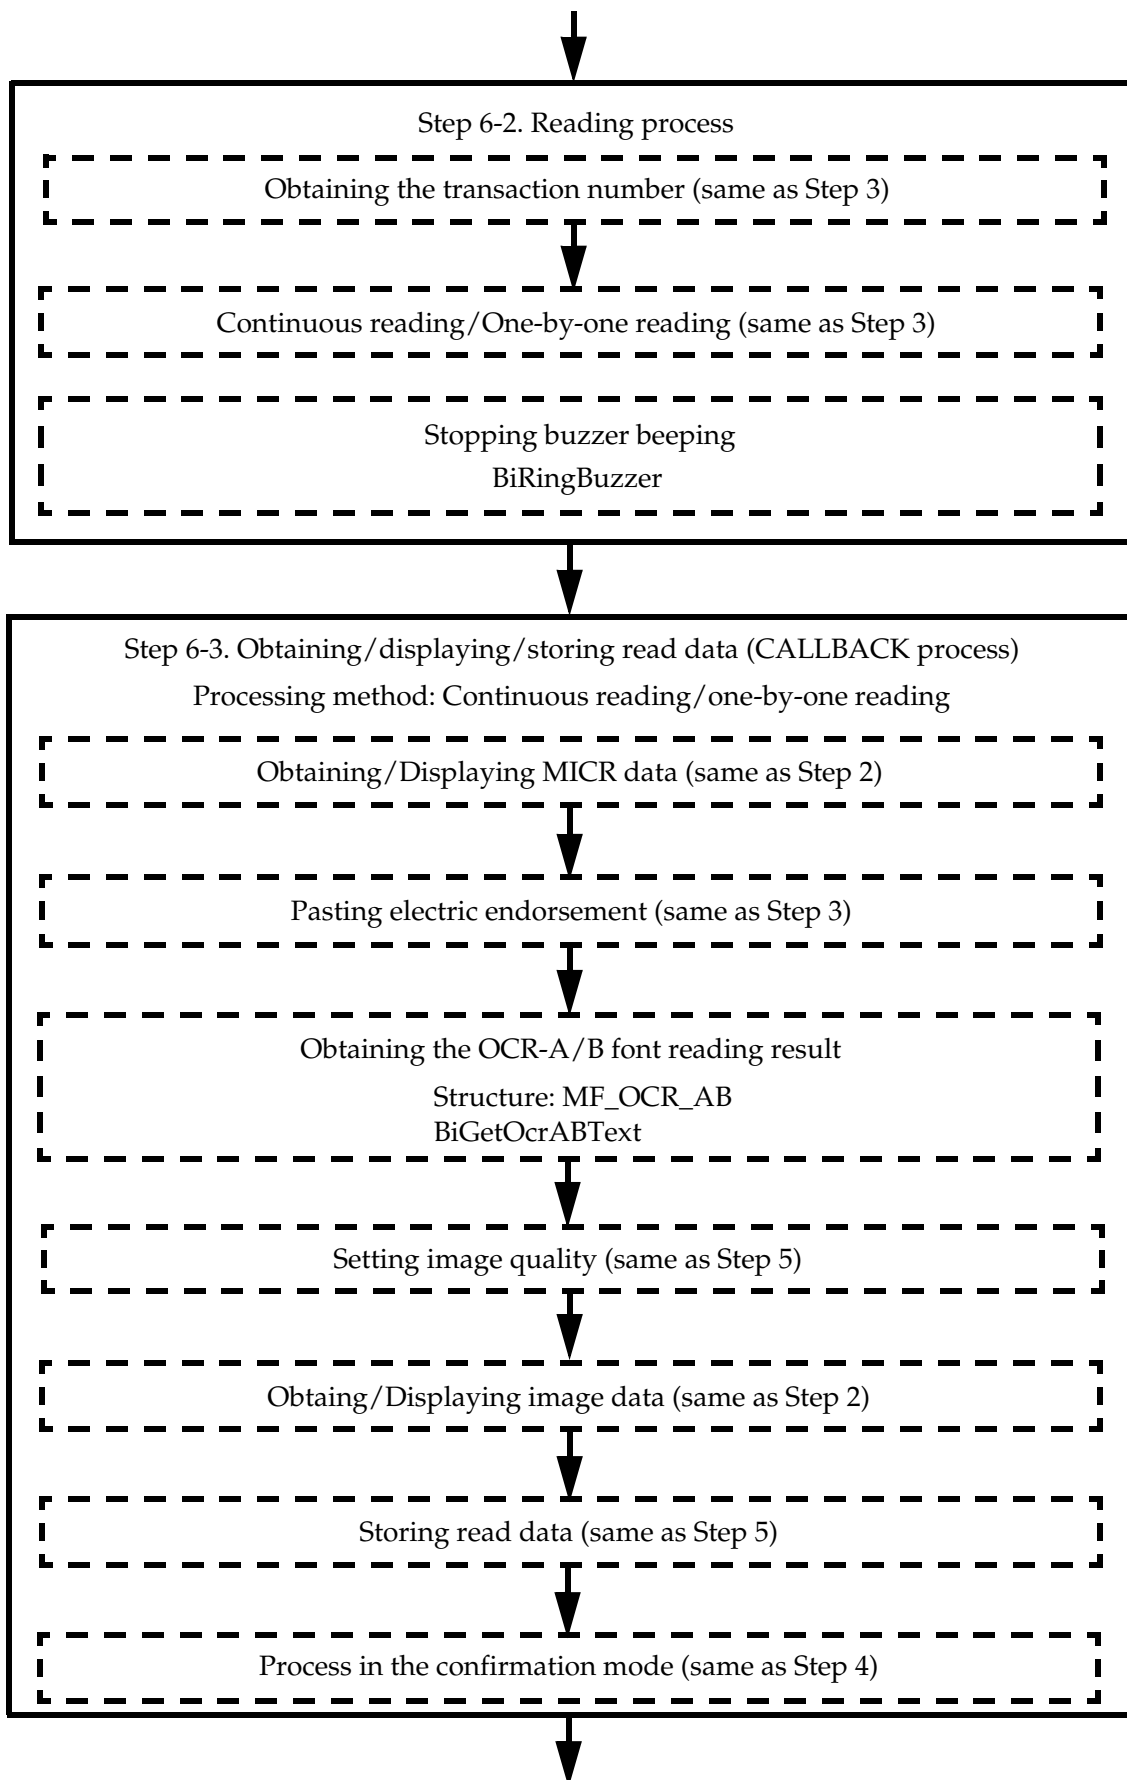 Step 6-2. Reading process
Obtaining the transaction number (same as Step 3)
Continuous reading/One-by-one reading (same as Step 3)
Stopping buzzer beeping
BiRingBuzzer
Step 6-3. Obtaining/displaying/storing read data (CALLBACK process)
Processing method: Continuous reading/one-by-one reading
Obtaining/Displaying MICR data (same as Step 2)
Pasting electric endorsement (same as Step 3)
Obtaining the OCR-A/B font reading result
Structure: MF_OCR_AB
BiGetOcrABText
Setting image quality (same as Step 5)
Obtaing/Displaying image data (same as Step 2)
Storing read data (same as Step 5)
Process in the confirmation mode (same as Step 4)